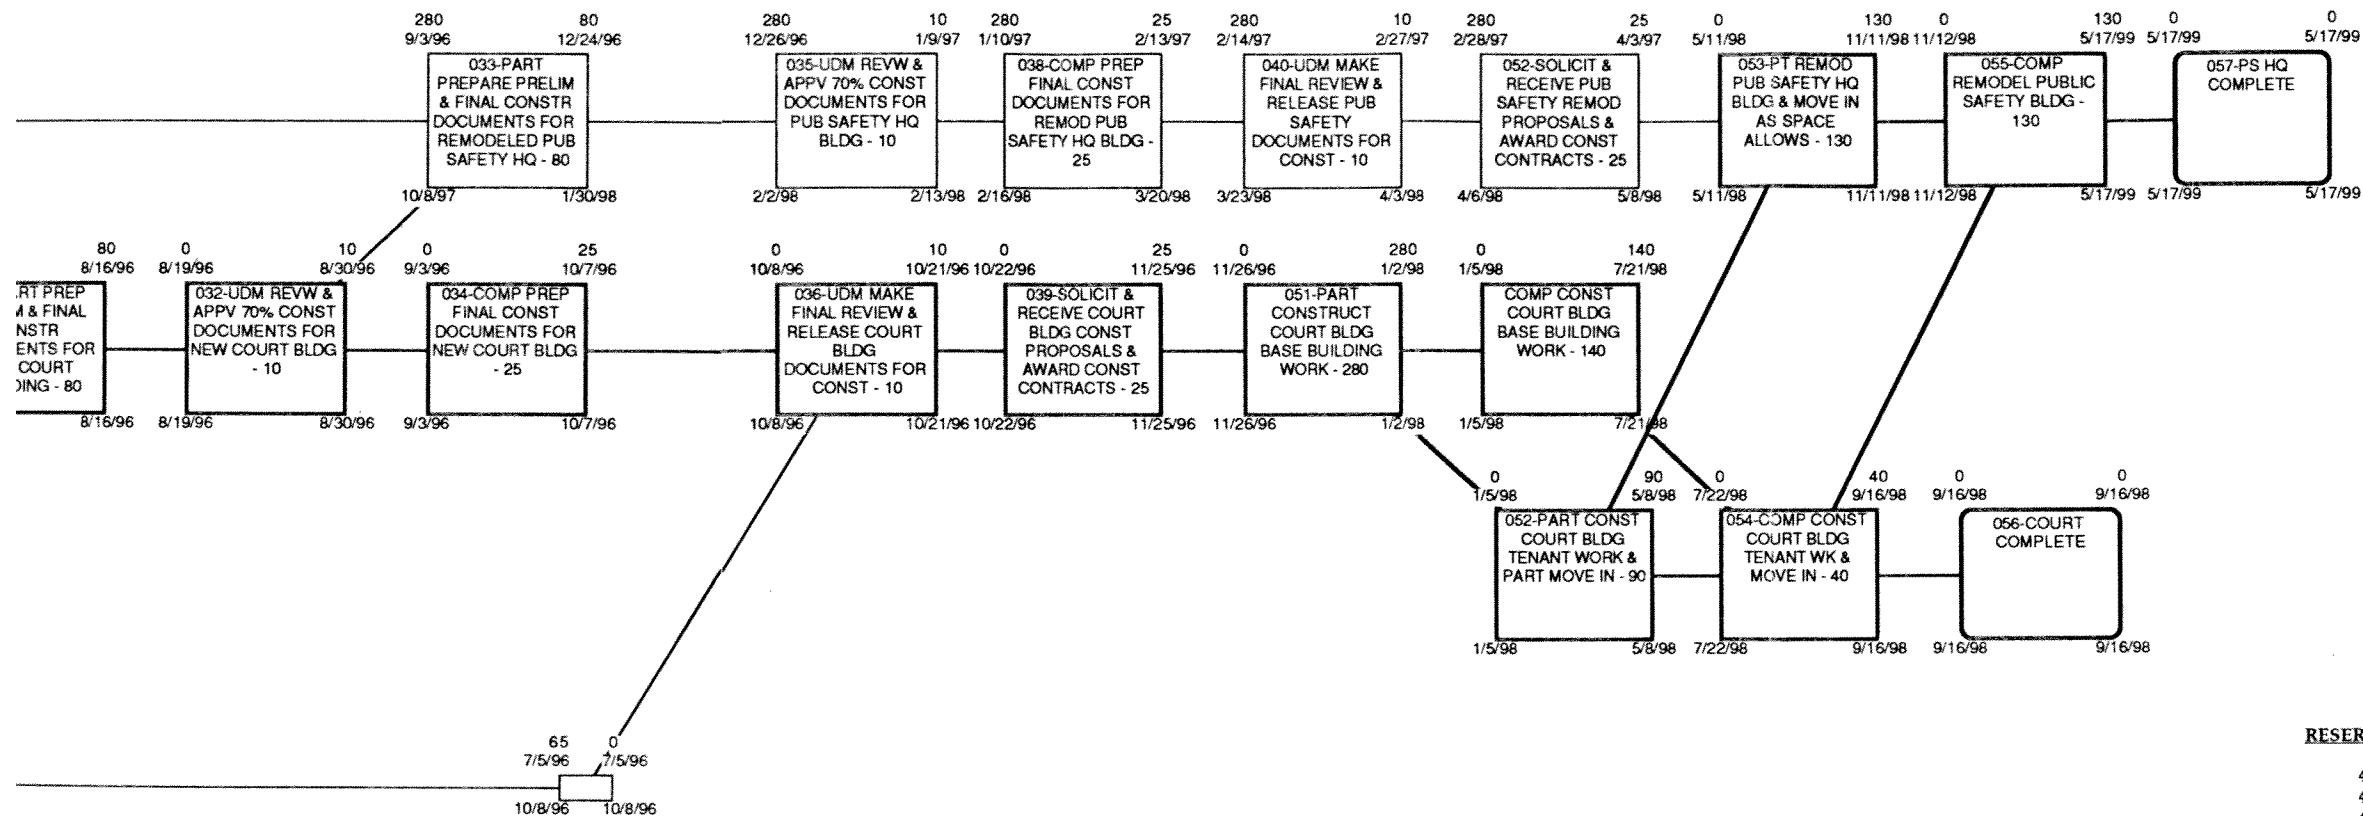 280 80 280 10 280 25 280 10 280 25 0 130 0 130 0 0
9/3/96 12/24/96 12/26/96 1/9/97 1/10/97 2/13/97 2/14/97 2/27/97 2/28/97 4/3/97 5/11/98 11/11/98 11/12/98 5/17/99 5/17/99 5/17/99
033-PART
PREPARE PRELIM
& FINAL CONSTR
DOCUMENTS FOR
REMODELED PUB
SAFETY HQ - 80
035-UDM REVW &
APPV 70% CONST
DOCUMENTS FOR
PUB SAFETY HQ
BLDG - 10
038-COMP PREP
FINAL CONST
DOCUMENTS FOR
REMOD PUB
SAFETY HQ BLDG -
25
040-UDM MAKE
FINAL REVIEW &
RELEASE PUB
SAFETY
DOCUMENTS FOR
CONST - 10
052-SOLICIT &
RECEIVE PUB
SAFETY REMOD
PROPOSALS &
AWARD CONST
CONTRACTS - 25
053-PT REMOD
PUB SAFETY HQ
BLDG & MOVE IN
AS SPACE
ALLOWS - 130
055-COMP
REMODEL PUBLIC
SAFETY BLDG -
130
057-PS HQ
COMPLETE
10/8/97 1/30/98 2/2/98 2/13/98 2/16/98 3/20/98 3/23/98 4/3/98 4/6/98 5/8/98 5/11/98 11/11/98 11/12/98 5/17/99 5/17/99 5/17/99
80 0 10 0 25 0 10 0 25 0 280 0 140
8/16/96 8/19/96 8/30/96 9/3/96 10/7/96 10/8/96 10/21/96 10/22/96 11/25/96 11/26/96 1/2/98 1/5/98 7/21/98
RT PREP
M & FINAL
NSTR
ENTS FOR
COURT
DING - 80
032-UDM REVW &
APPV 70% CONST
DOCUMENTS FOR
NEW COURT BLDG
- 10
034-COMP PREP
FINAL CONST
DOCUMENTS FOR
NEW COURT BLDG
- 25
036-UDM MAKE
FINAL REVIEW &
RELEASE COURT
BLDG
DOCUMENTS FOR
CONST - 10
039-SOLICIT &
RECEIVE COURT
BLDG CONST
PROPOSALS &
AWARD CONST
CONTRACTS - 25
051-PART
CONSTRUCT
COURT BLDG
BASE BUILDING
WORK - 280
COMP CONST
COURT BLDG
BASE BUILDING
WORK - 140
8/16/96 8/19/96 8/30/96 9/3/96 10/7/96 10/8/96 10/21/96 10/22/96 11/25/96 11/26/96 1/2/98 1/5/98 7/21/98
0 90 0 40 0 0
1/5/98 5/8/98 7/22/98 9/16/98 9/16/98 9/16/98
052-PART CONST
COURT BLDG
TENANT WORK &
PART MOVE IN - 90
054-COMP CONST
COURT BLDG
TENANT WK &
MOVE IN - 40
056-COURT
COMPLETE
1/5/98 5/8/98 7/22/98 9/16/98 9/16/98 9/16/98
65 0
7/5/96 7/5/96
10/8/96 10/8/96
RESER